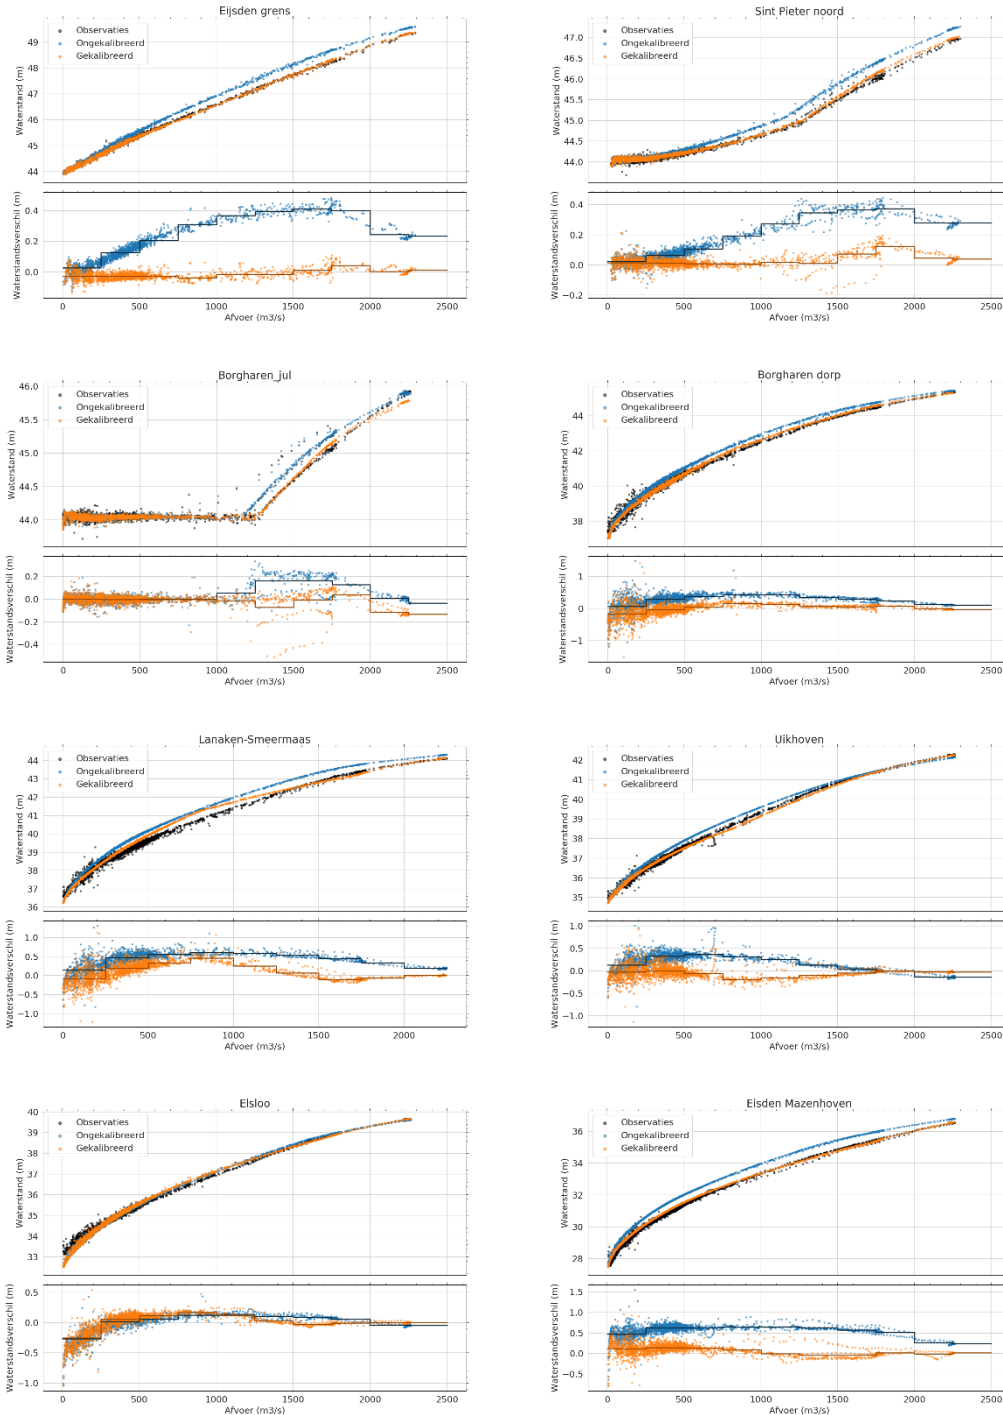 Eijsden grens
Waterstand (m)
49
48
47
46
45
44
Observaties
Ongekalibreerd
Gekalibreerd
Waterstandsverschil (m)
0.4
0.2
0.0
0 500 1000 1500 2000 2500
Afvoer (m3/s)
Sint Pieter noord
Waterstand (m)
47.0
46.0
45.0
44.5
44.0
Observaties
Ongekalibreerd
Gekalibreerd
Waterstandsverschil (m)
0.4
0.2
0.0
−0.2
0 500 1000 1500 2000 2500
Afvoer (m3/s)
Borgharen_jul
Waterstand (m)
46.0
45.5
45.0
44.5
44.0
Observaties
Ongekalibreerd
Gekalibreerd
Waterstandsverschil (m)
0.2
0.0
−0.2
−0.4
0 500 1000 1500 2000 2500
Afvoer (m3/s)
Borgharen dorp
Waterstand (m)
44
42
40
38
Observaties
Ongekalibreerd
Gekalibreerd
Waterstandsverschil (m)
1
0
−1
0 500 1000 1500 2000 2500
Afvoer (m3/s)
Lanaken-Smeermaas
Waterstand (m)
44
43
42
41
40
39
38
37
36
Observaties
Ongekalibreerd
Gekalibreerd
Waterstandsverschil (m)
1.0
0.5
0.0
−0.5
−1.0
0 500 1000 1500 2000
Afvoer (m3/s)
Uikhoven
Waterstand (m)
42
41
40
39
38
37
36
35
Observaties
Ongekalibreerd
Gekalibreerd
Waterstandsverschil (m)
1.0
0.5
0.0
−0.5
−1.0
0 500 1000 1500 2000 2500
Afvoer (m3/s)
Elsloo
Waterstand (m)
40
39
38
37
36
35
34
33
Observaties
Ongekalibreerd
Gekalibreerd
Waterstandsverschil (m)
0.5
0.0
−0.5
−1.0
0 500 1000 1500 2000 2500
Afvoer (m3/s)
Eisden Mazenhoven
Waterstand (m)
36
34
32
30
28
Observaties
Ongekalibreerd
Gekalibreerd
Waterstandsverschil (m)
1.5
1.0
0.5
0.0
−0.5
0 500 1000 1500 2000 2500
Afvoer (m3/s)